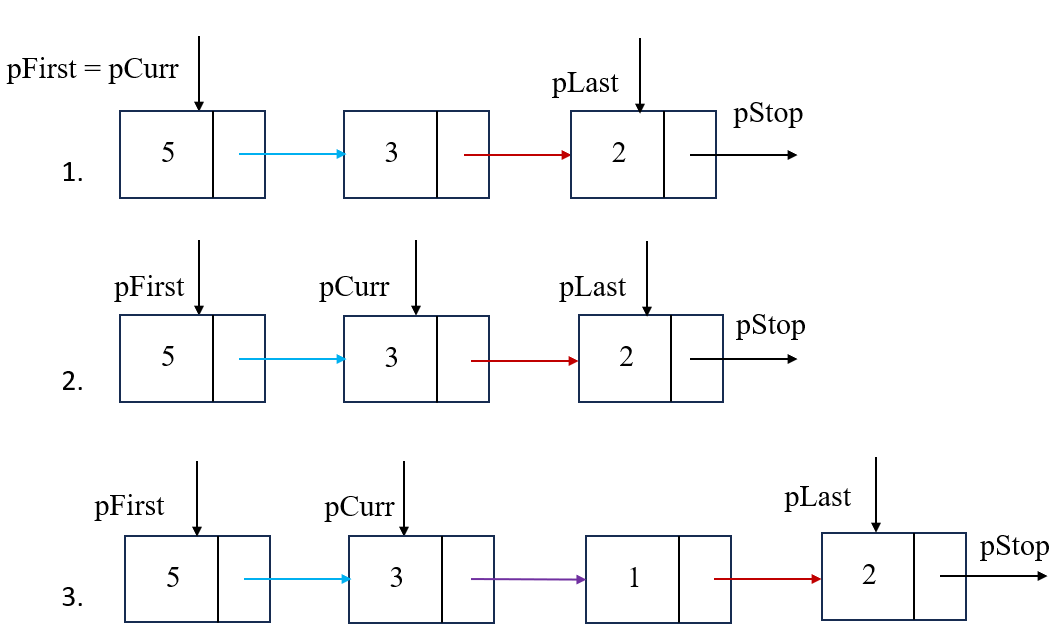 pFirst = pCurr
pLast
pStop
1.
5
3
2
pFirst
pCurr
pLast
pStop
2.
5
3
2
pFirst
pCurr
pLast
pStop
3.
5
3
1
2